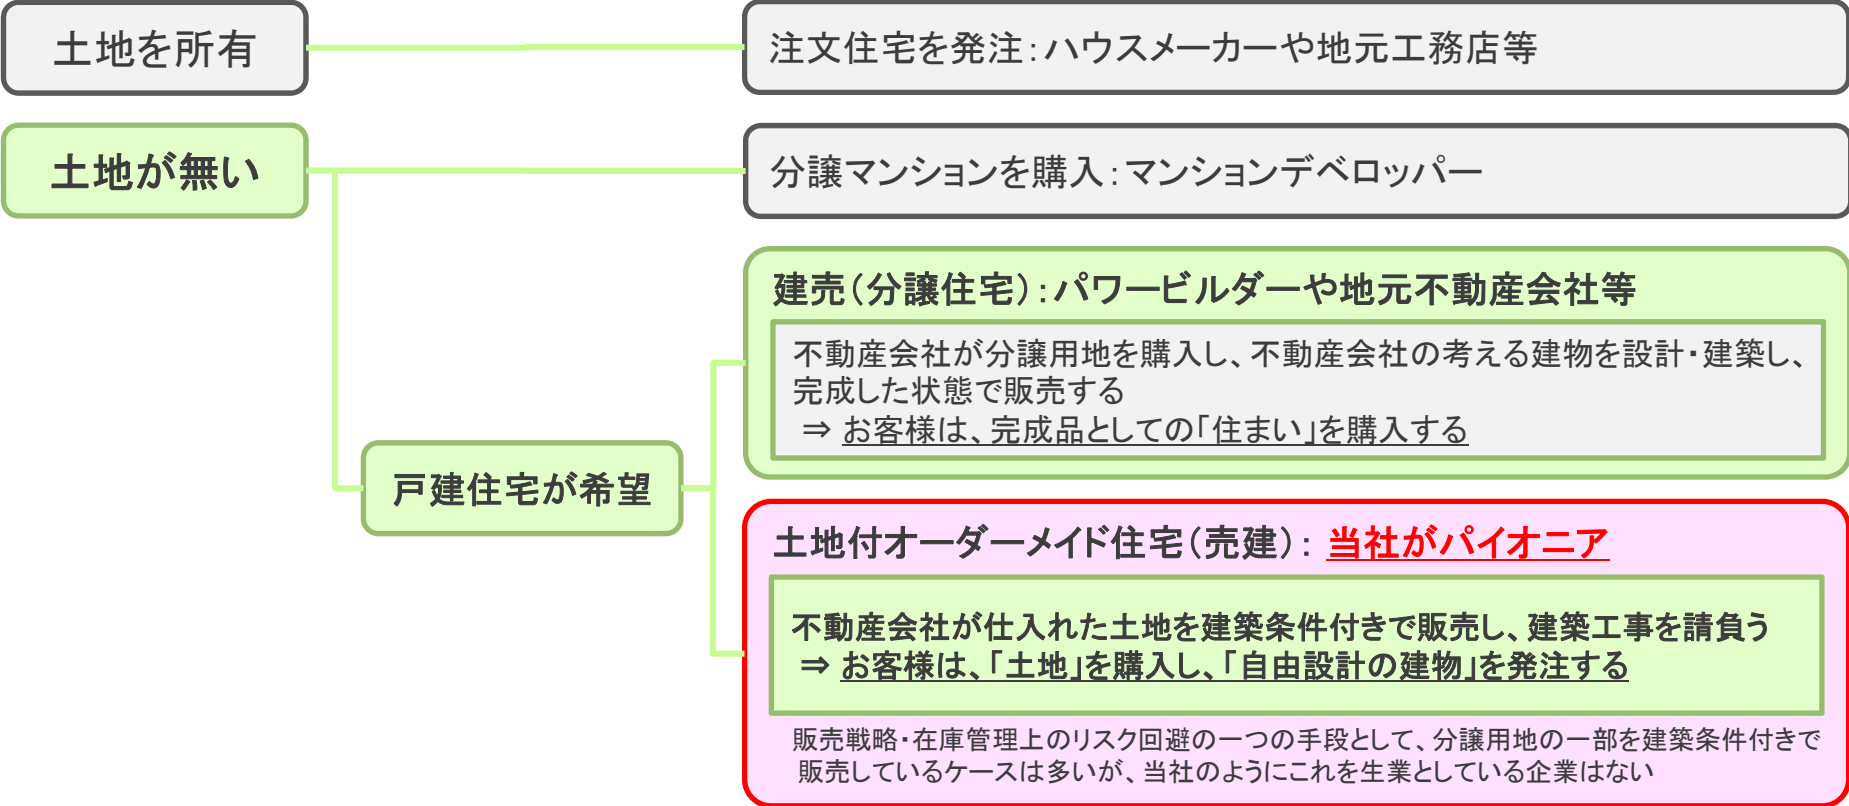 土地を所有
注文住宅を発注：ハウスメーカーや地元工務店等
土地が無い
分譲マンションを購入：マンションデベロッパー
建売（分譲住宅）：パワービルダーや地元不動産会社等
不動産会社が分譲用地を購入し、不動産会社の考える建物を設計・建築し、
完成した状態で販売する
⇒ お客様は、完成品としての「住まい」を購入する
戸建住宅が希望
土地付オーダーメイド住宅（売建）： 当社がパイオニア
不動産会社が仕入れた土地を建築条件付きで販売し、建築工事を請負う
⇒ お客様は、「土地」を購入し、「自由設計の建物」を発注する
販売戦略・在庫管理上のリスク回避の一つの手段として、分譲用地の一部を建築条件付きで
販売しているケースは多いが、当社のようにこれを生業としている企業はない